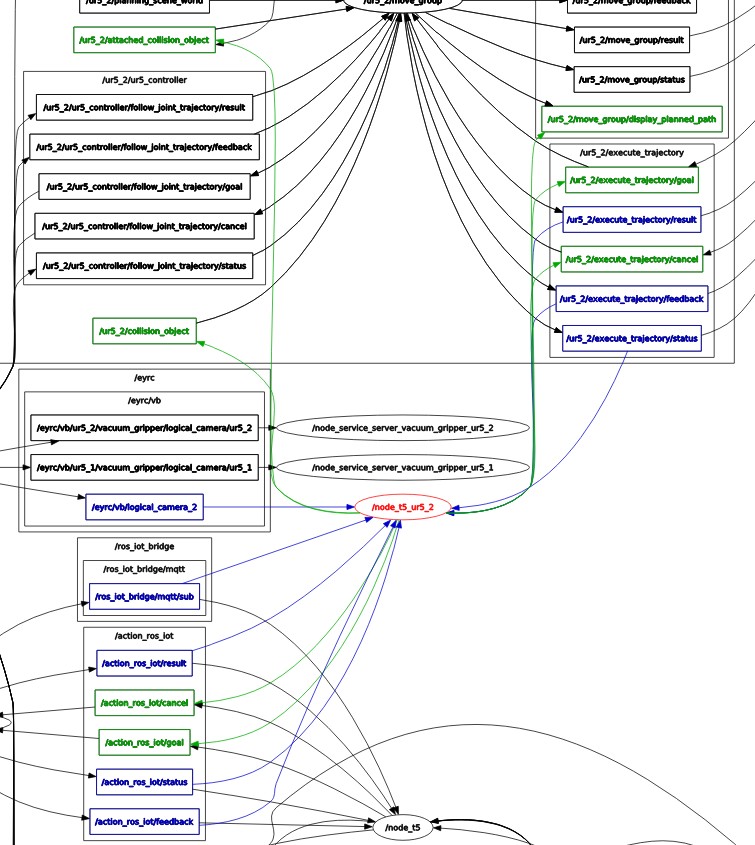 /ur5_2/planning_scene_world
/ur5_2/move_group
/ur5_2/move_group/feedback
/ur5_2/attached_collision_object
/ur5_2/move_group/result
/ur5_2/move_group/status
/ur5_2/ur5_controller
/ur5_2/ur5_controller/follow_joint_trajectory/result
/ur5_2/move_group/display_planned_path
/ur5_2/ur5_controller/follow_joint_trajectory/feedback
/ur5_2/execute_trajectory
/ur5_2/ur5_controller/follow_joint_trajectory/goal
/ur5_2/execute_trajectory/goal
/ur5_2/ur5_controller/follow_joint_trajectory/cancel
/ur5_2/execute_trajectory/result
/ur5_2/ur5_controller/follow_joint_trajectory/status
/ur5_2/execute_trajectory/cancel
/ur5_2/execute_trajectory/feedback
/ur5_2/collision_object
/ur5_2/execute_trajectory/status
/eyrc
/eyrc/vb
/eyrc/vb/ur5_2/vacuum_gripper/logical_camera/ur5_2
/node_service_server_vacuum_gripper_ur5_2
/eyrc/vb/ur5_1/vacuum_gripper/logical_camera/ur5_1
/node_service_server_vacuum_gripper_ur5_1
/eyrc/vb/logical_camera_2
/node_t5_ur5_2
/ros_iot_bridge
/ros_iot_bridge/mqtt
/ros_iot_bridge/mqtt/sub
/action_ros_iot
/action_ros_iot/result
/action_ros_iot/cancel
/action_ros_iot/goal
/action_ros_iot/status
/action_ros_iot/feedback
/node_t5